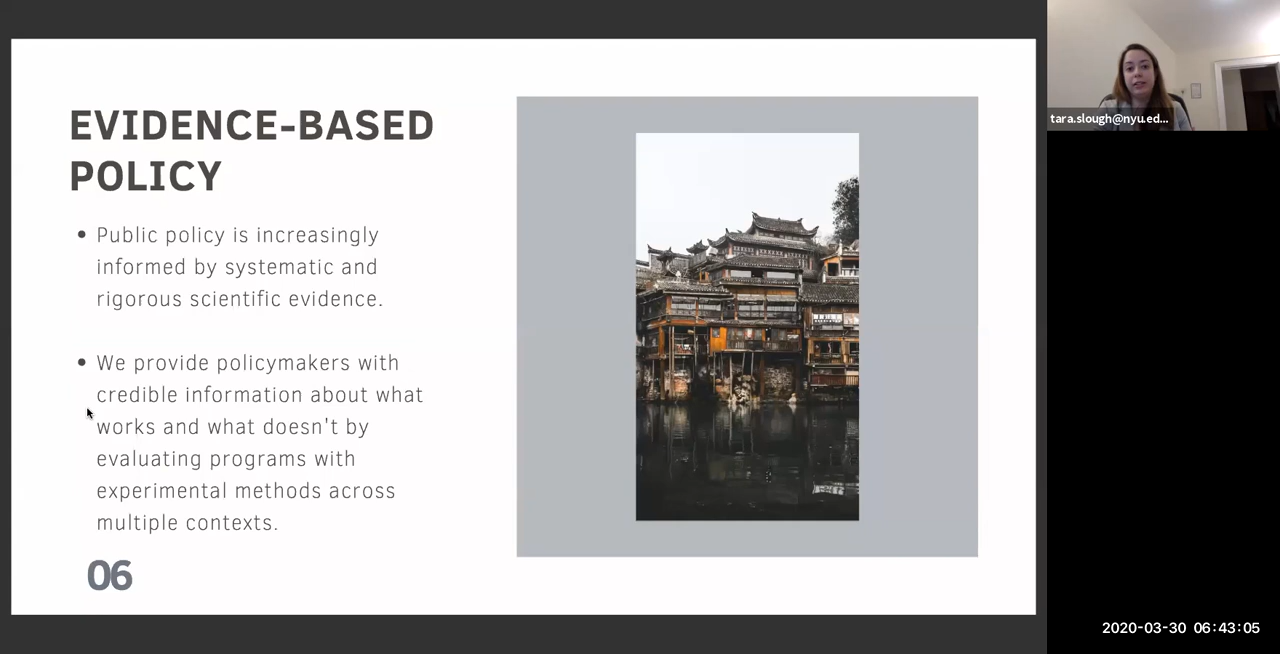 EVIDENCE-BASED
POLICY
• Public policy is increasingly
informed by systematic and
rigorous scientific evidence.
• We provide policymakers with
credible information about what
works and what doesn't by
evaluating programs with
experimental methods across
multiple contexts.
06
tara.slough@nyu.ed...
2020-03-30 06:43:05